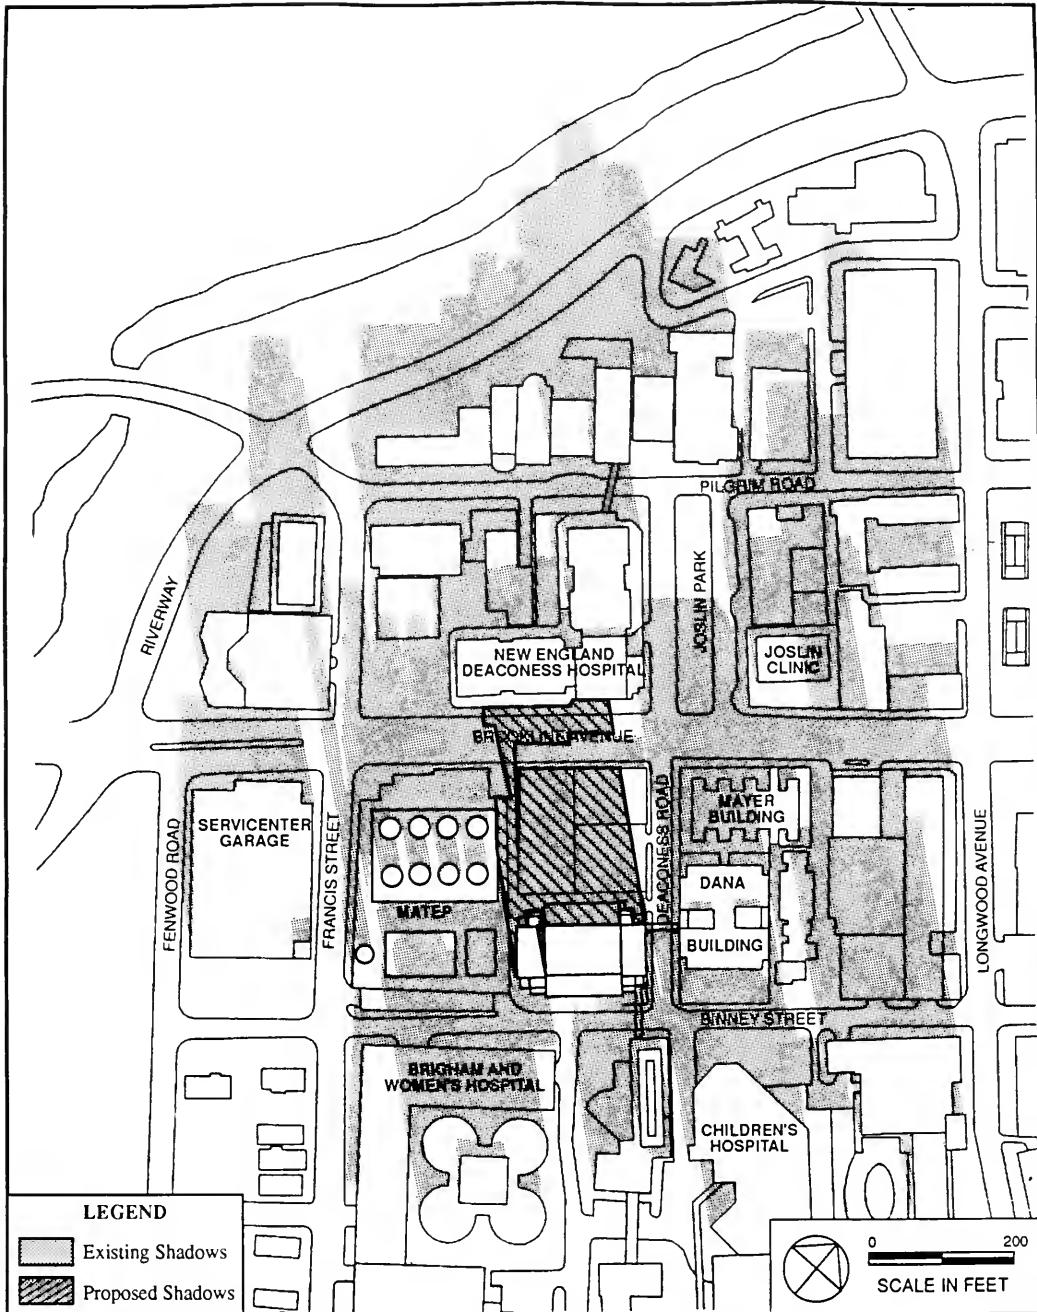 PILGRIM ROAD
RIVERWAY
JOSLIN PARK
NEW ENGLAND
DEACONESS HOSPITAL
JOSLIN
CLINIC
BROOKLINE AVENUE
FENWOOD ROAD
SERVICENTER
GARAGE
FRANCIS STREET
MATEP
DEACONESS ROAD
MAYER
BUILDING
DANA
BUILDING
LONGWOOD AVENUE
BINNEY STREET
BRIGHAM AND
WOMEN'S HOSPITAL
CHILDREN'S
HOSPITAL
LEGEND
Existing Shadows
Proposed Shadows
0 200
SCALE IN FEET